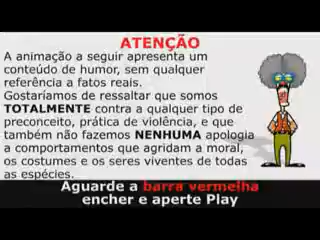 ATENÇÃO
A animação a seguir apresenta um
conteúdo de humor, sem qualquer
referência a fatos reais.
Gostaríamos de ressaltar que somos
TOTALMENTE contra a qualquer tipo de
preconceito, prática de violência, e que
também não fazemos NENHUMA apologia
a comportamentos que agridam a moral,
os costumes e os seres viventes de todas
as espécies.
Aguarde a barra vermelha
encher e aperte Play